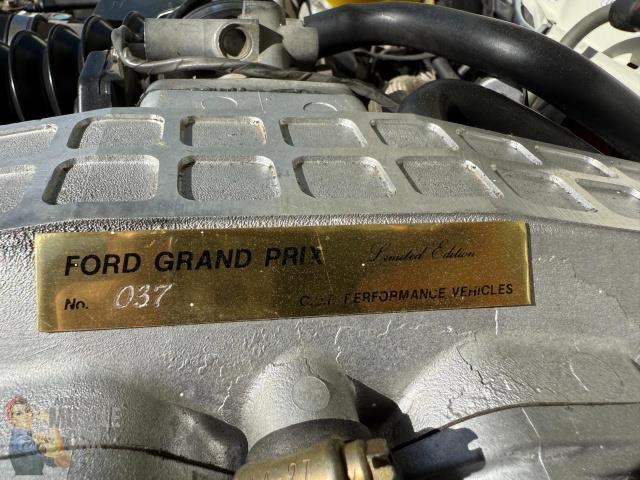 FORD GRAND PRIX Limited Edition
No. 037 PERFORMANCE VEHICLES